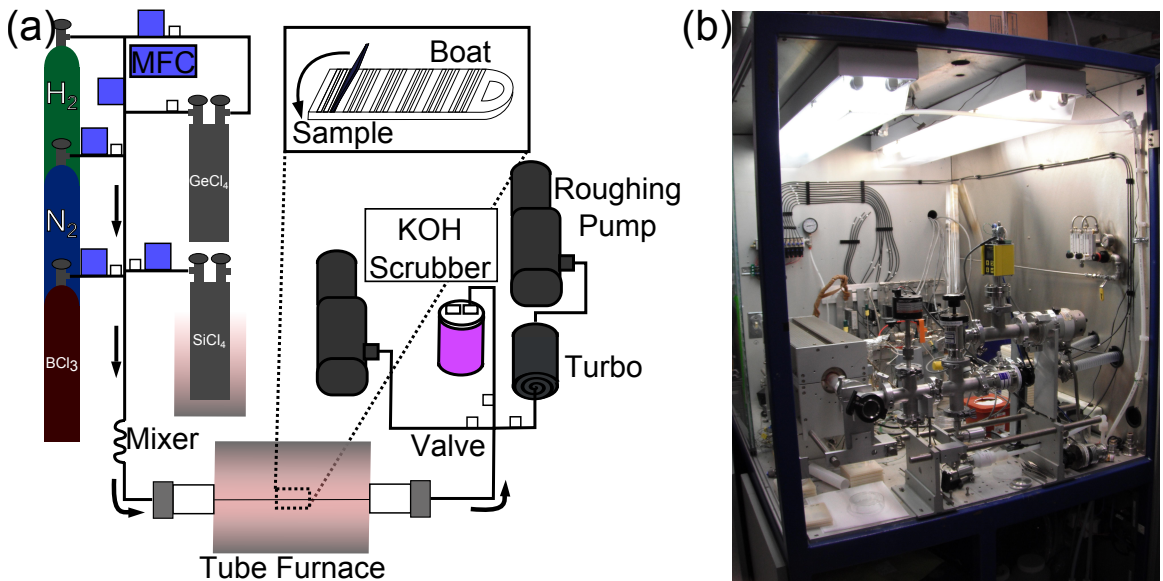 (a)
MFC
H₂
N₂
BCl₃
GeCl₄
SiCl₄
Mixer
Tube Furnace
Boat
Sample
KOH
Scrubber
Roughing
Pump
Turbo
Valve
(b)